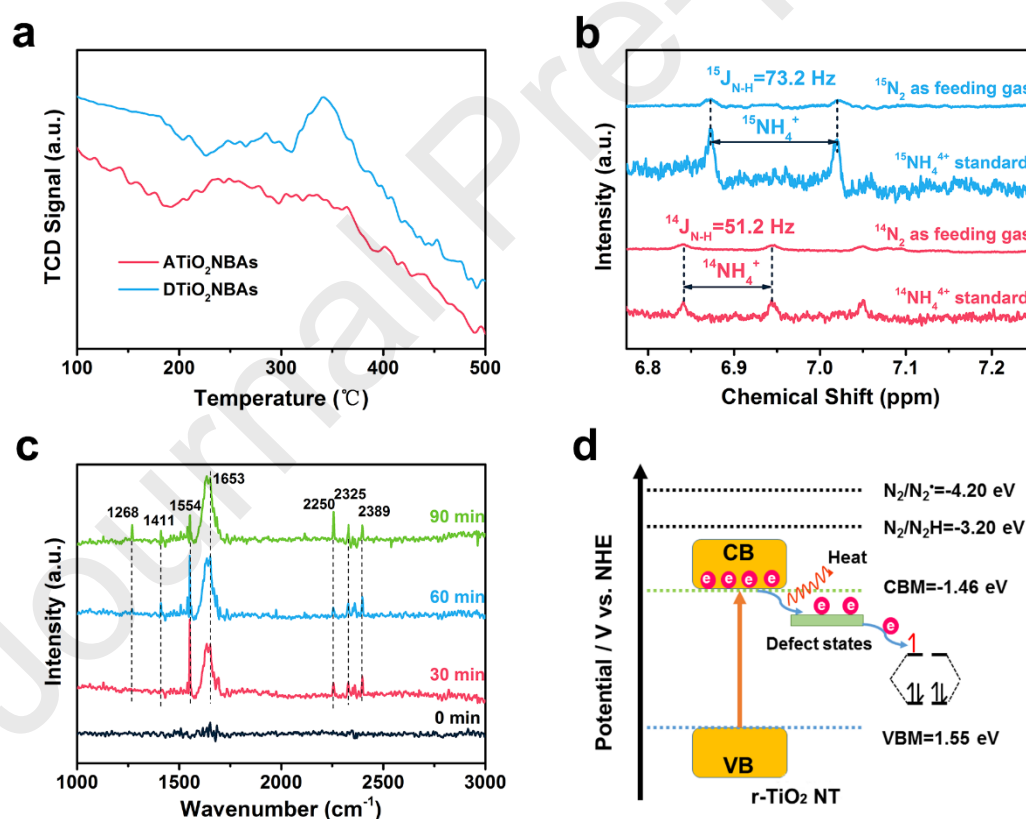 a
TCD Signal (a.u.)
ATiO₂NBAs
DTiO₂NBAs
100 200 300 400 500
Temperature (℃)
b
Intensity (a.u.)
¹⁵J_N-H=73.2 Hz
¹⁵N₂ as feeding gas
¹⁵NH₄⁺
¹⁵NH₄⁴⁺ standard
¹⁴J_N-H=51.2 Hz
¹⁴N₂ as feeding gas
¹⁴NH₄⁺
¹⁴NH₄⁴⁺ standard
6.8 6.9 7.0 7.1 7.2
Chemical Shift (ppm)
c
Intensity (a.u.)
1268 1411 1554 1653 2250 2325 2389
90 min
60 min
30 min
0 min
1000 1500 2000 2500 3000
Wavenumber (cm⁻¹)
d
Potential / V vs. NHE
N₂/N₂•=-4.20 eV
N₂/N₂H=-3.20 eV
CB
Heat
e e e e
CBM=-1.46 eV
e e
e
Defect states
VBM=1.55 eV
VB
r-TiO₂ NT
Journal Pre-